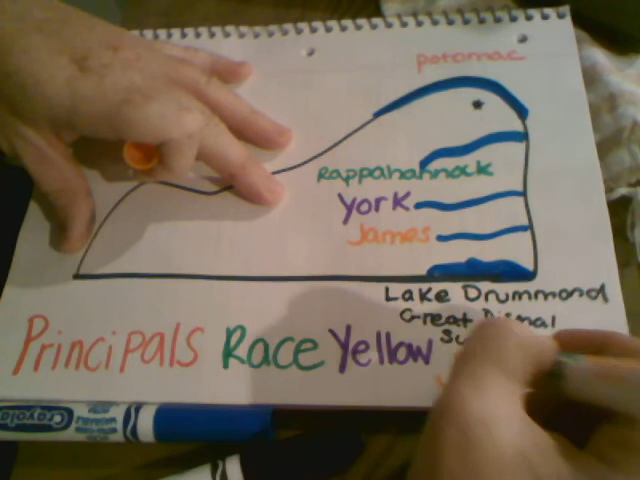 potomac
Rappahannock
York
James
Lake Drummond
Great Dismal
Principals Race Yellow
Crayola